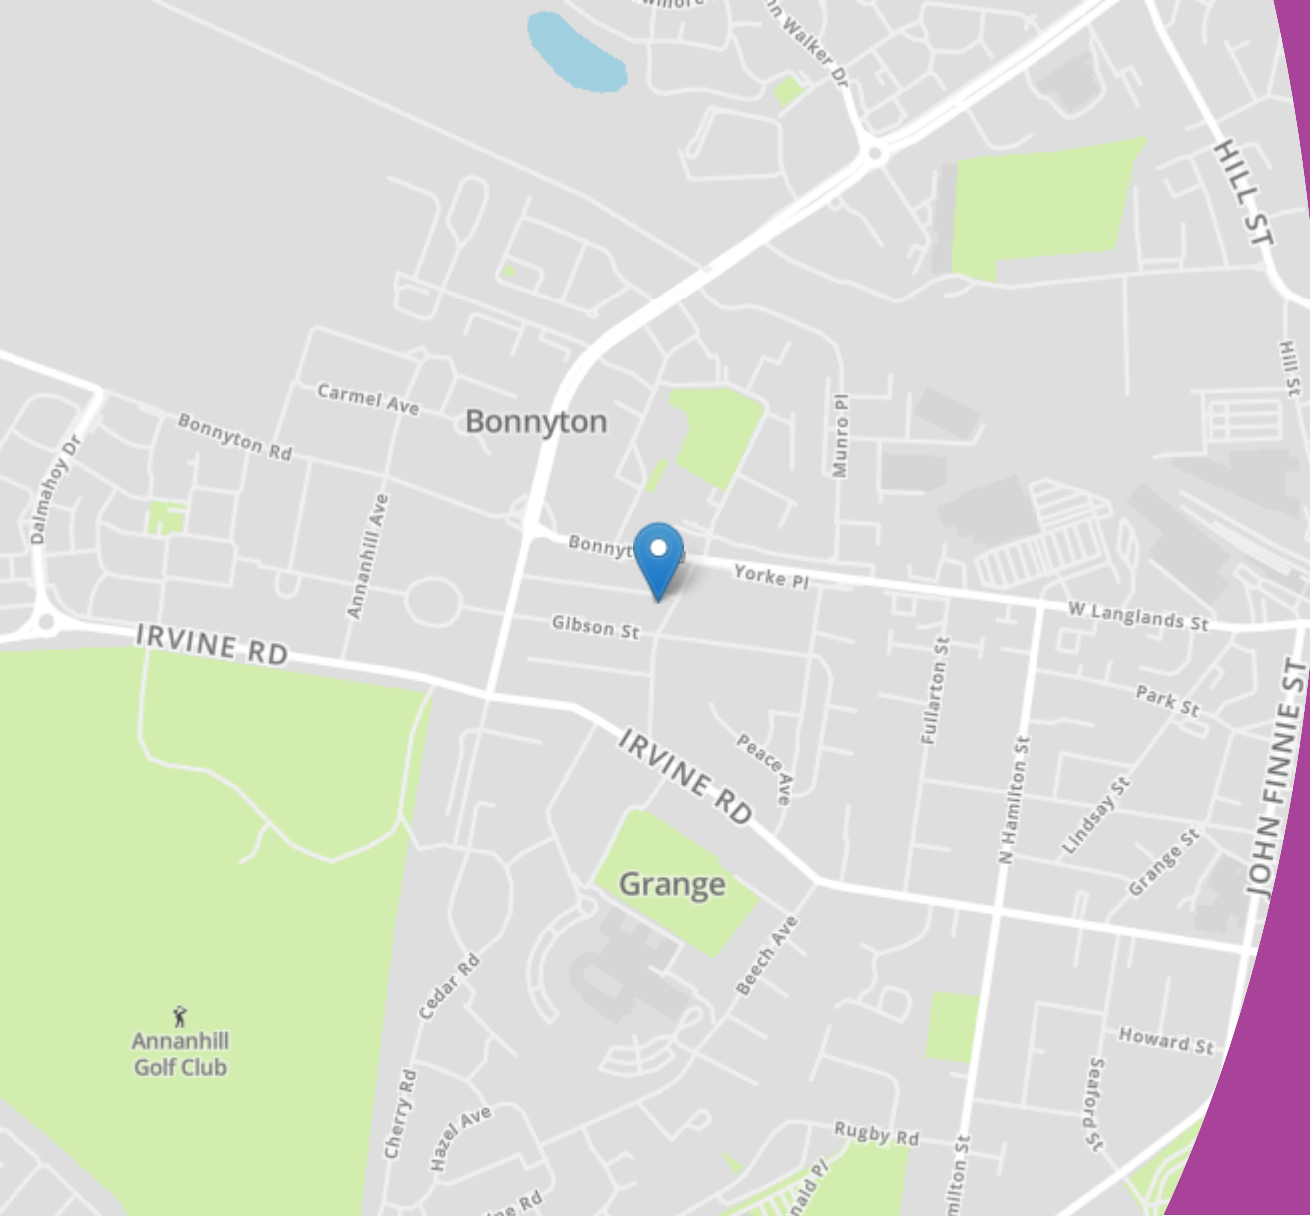 Walker Dr
HILL ST
Hill St
Carmel Ave
Bonnyton
Munro Pl
Bonnyton Rd
Dalmahoy Dr
Annanhill Ave
Yorke Pl
W Langlands St
Gibson St
IRVINE RD
Fullarton St
Park St
JOHN FINNIE ST
IRVINE RD
Peace Ave
N Hamilton St
Lindsay St
Grange St
Grange
Beech Ave
Cedar Rd
Annanhill
Golf Club
Howard St
Seaford St
Cherry Rd
Hazel Ave
Rugby Rd